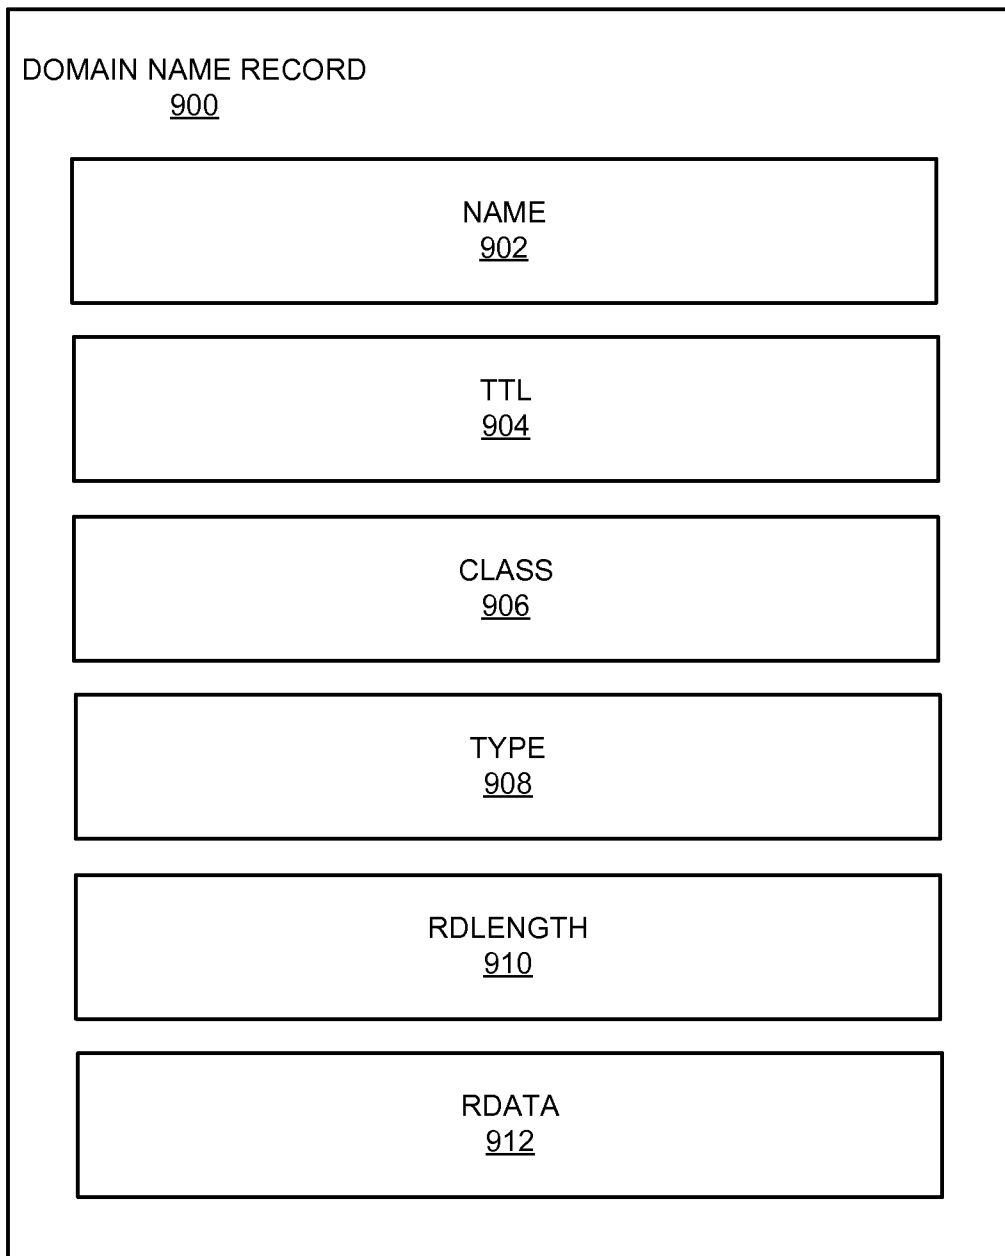 DOMAIN NAME RECORD
900
NAME
902
TTL
904
CLASS
906
TYPE
908
RDLENGTH
910
RDATA
912